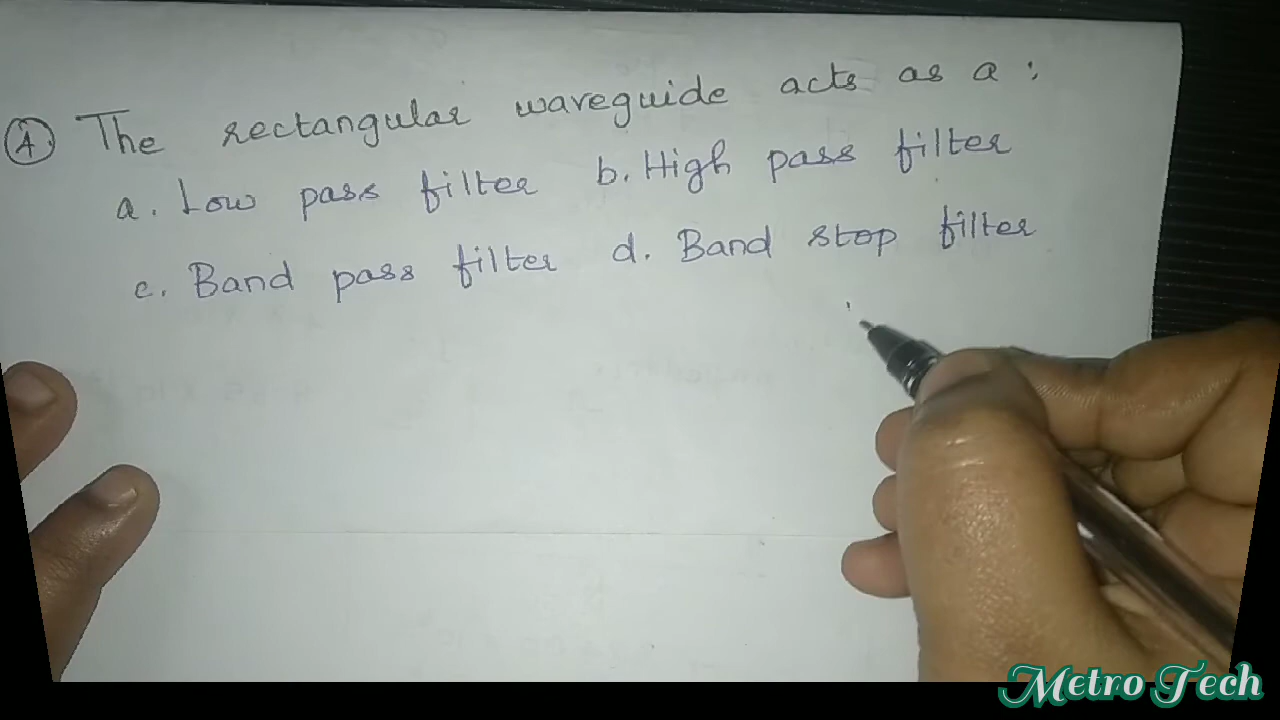 A The rectangular waveguide acts as a :
a. Low pass filter b. High pass filter
c. Band pass filter d. Band stop filter
Metro Tech